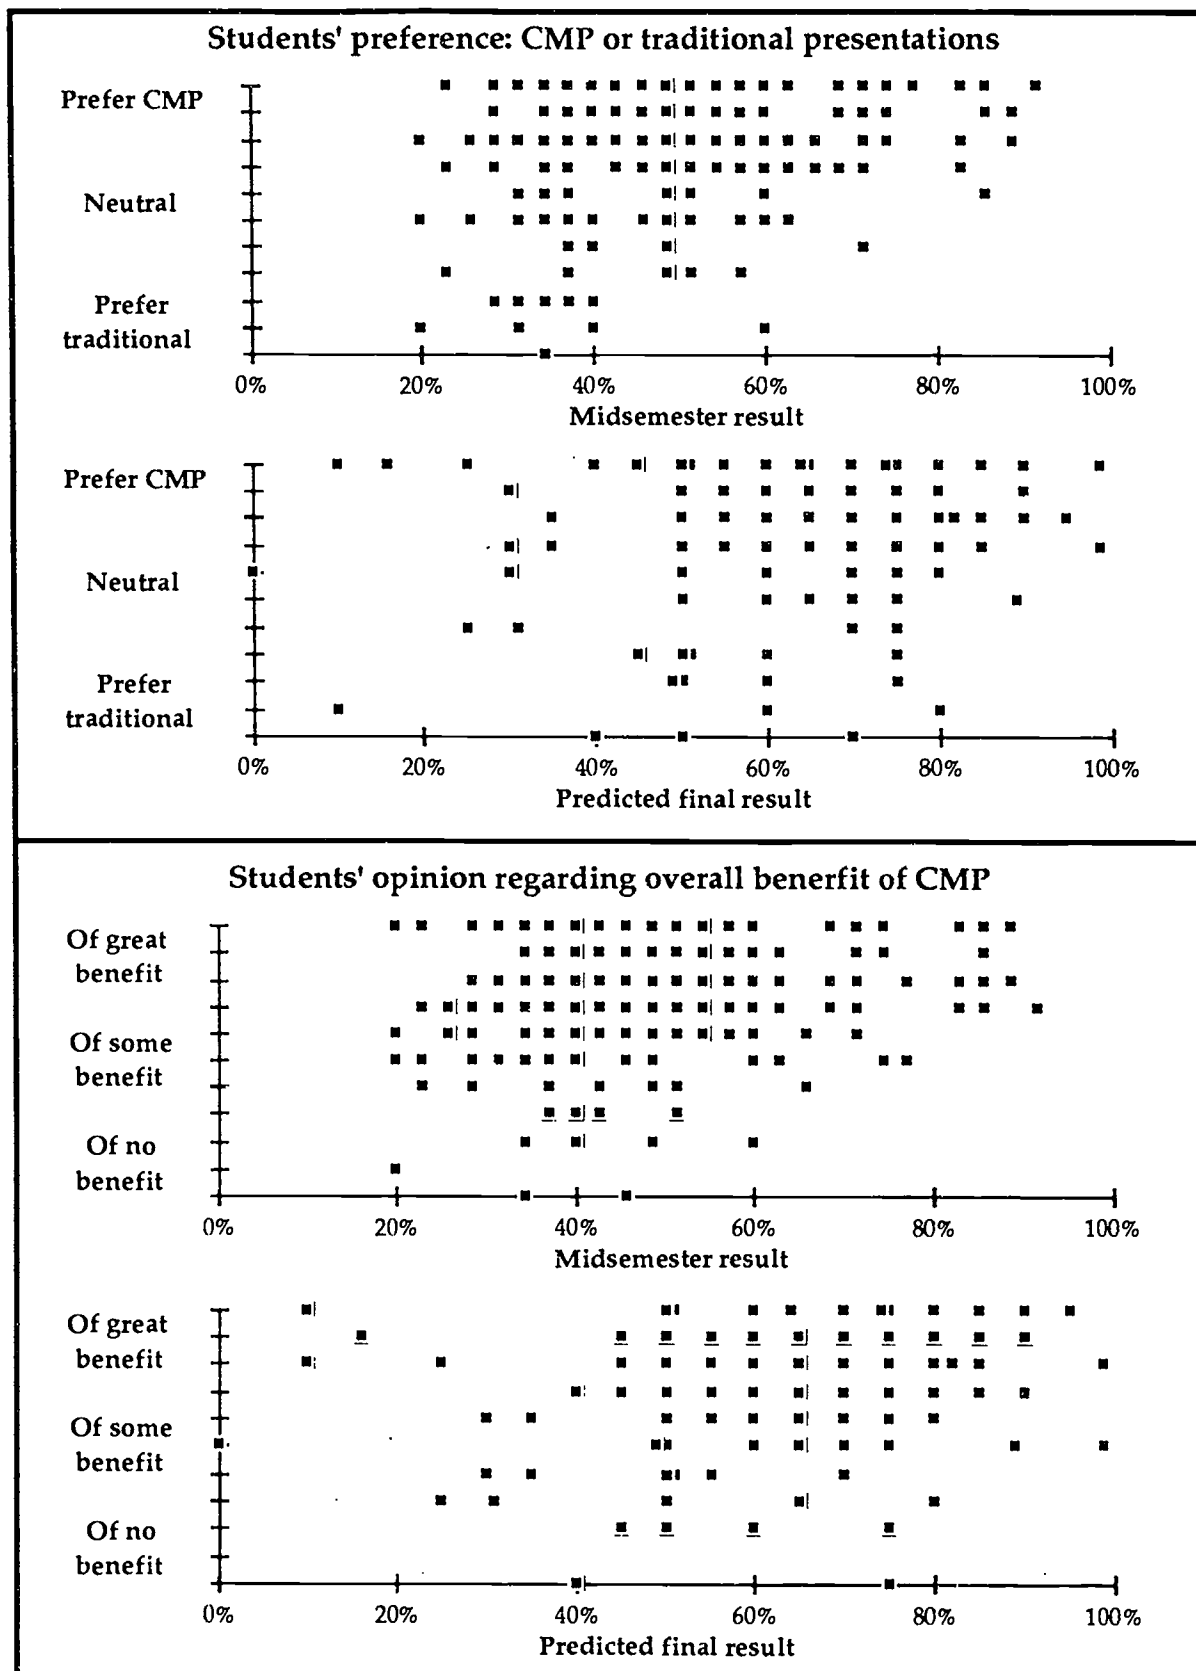 Students' preference: CMP or traditional presentations
Prefer CMP
Neutral
Prefer
traditional
0% 20% 40% 60% 80% 100%
Midsemester result
Prefer CMP
Neutral
Prefer
traditional
0% 20% 40% 60% 80% 100%
Predicted final result
Students' opinion regarding overall benerfit of CMP
Of great
benefit
Of some
benefit
Of no
benefit
0% 20% 40% 60% 80% 100%
Midsemester result
Of great
benefit
Of some
benefit
Of no
benefit
0% 20% 40% 60% 80% 100%
Predicted final result